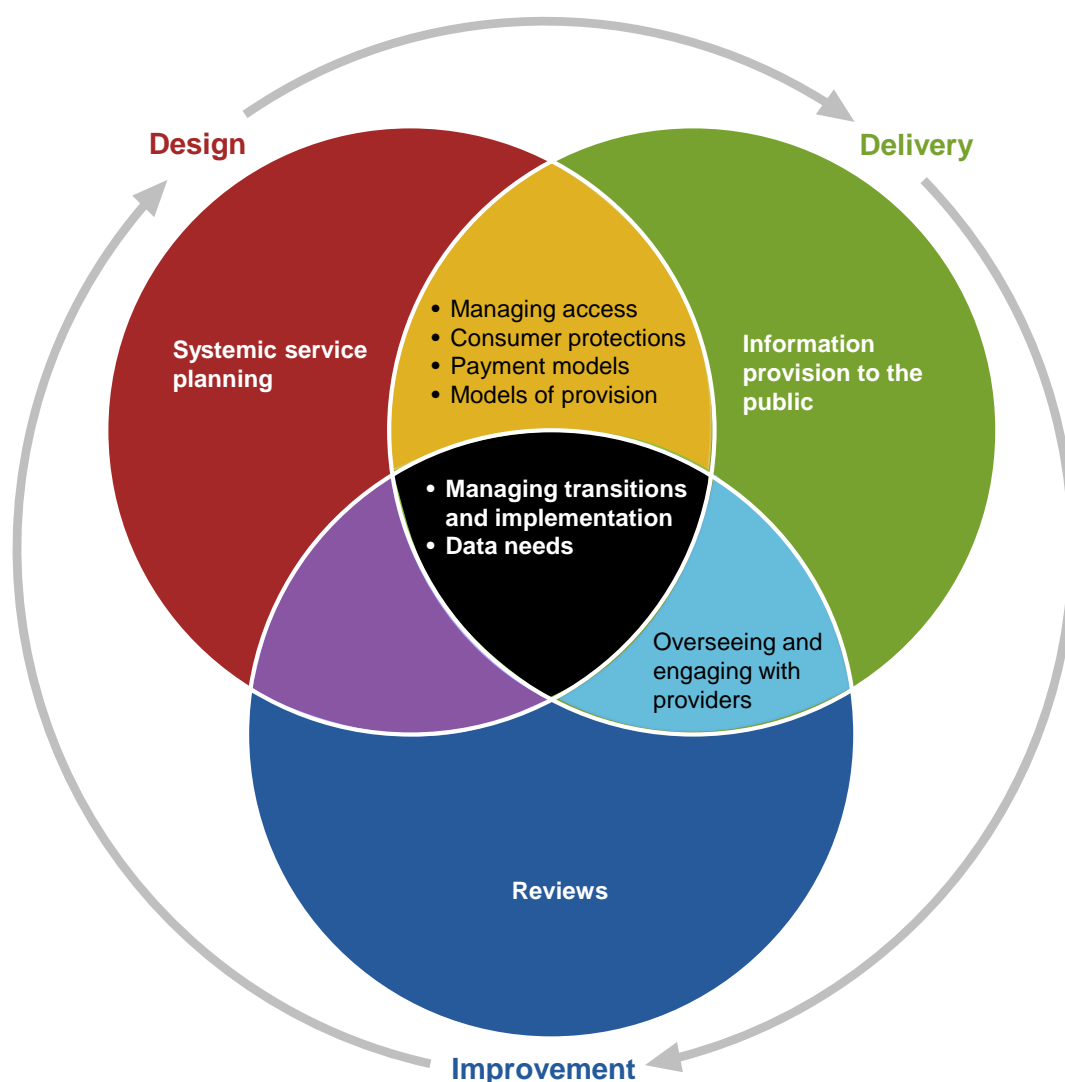 Design
Delivery
• Managing access
• Consumer protections
• Payment models
• Models of provision
Systemic service
planning
Information
provision to the
public
• Managing transitions
and implementation
• Data needs
Overseeing and
engaging with
providers
Reviews
Improvement